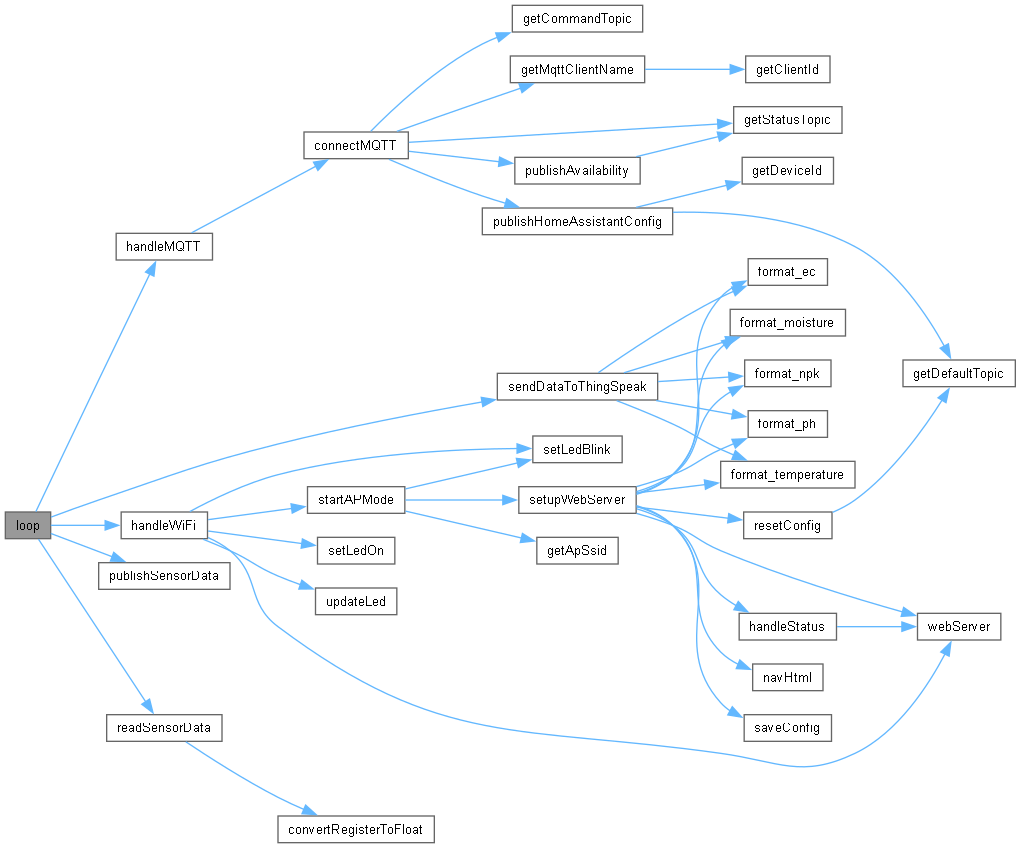 getCommandTopic
getMqttClientName
getClientId
getStatusTopic
connectMQTT
publishAvailability
getDeviceId
publishHomeAssistantConfig
handleMQTT
format_ec
format_moisture
format_npk
getDefaultTopic
sendDataToThingSpeak
format_ph
setLedBlink
format_temperature
startAPMode
setupWebServer
loop
handleWiFi
resetConfig
setLedOn
getApSsid
publishSensorData
updateLed
handleStatus
webServer
navHtml
readSensorData
saveConfig
convertRegisterToFloat